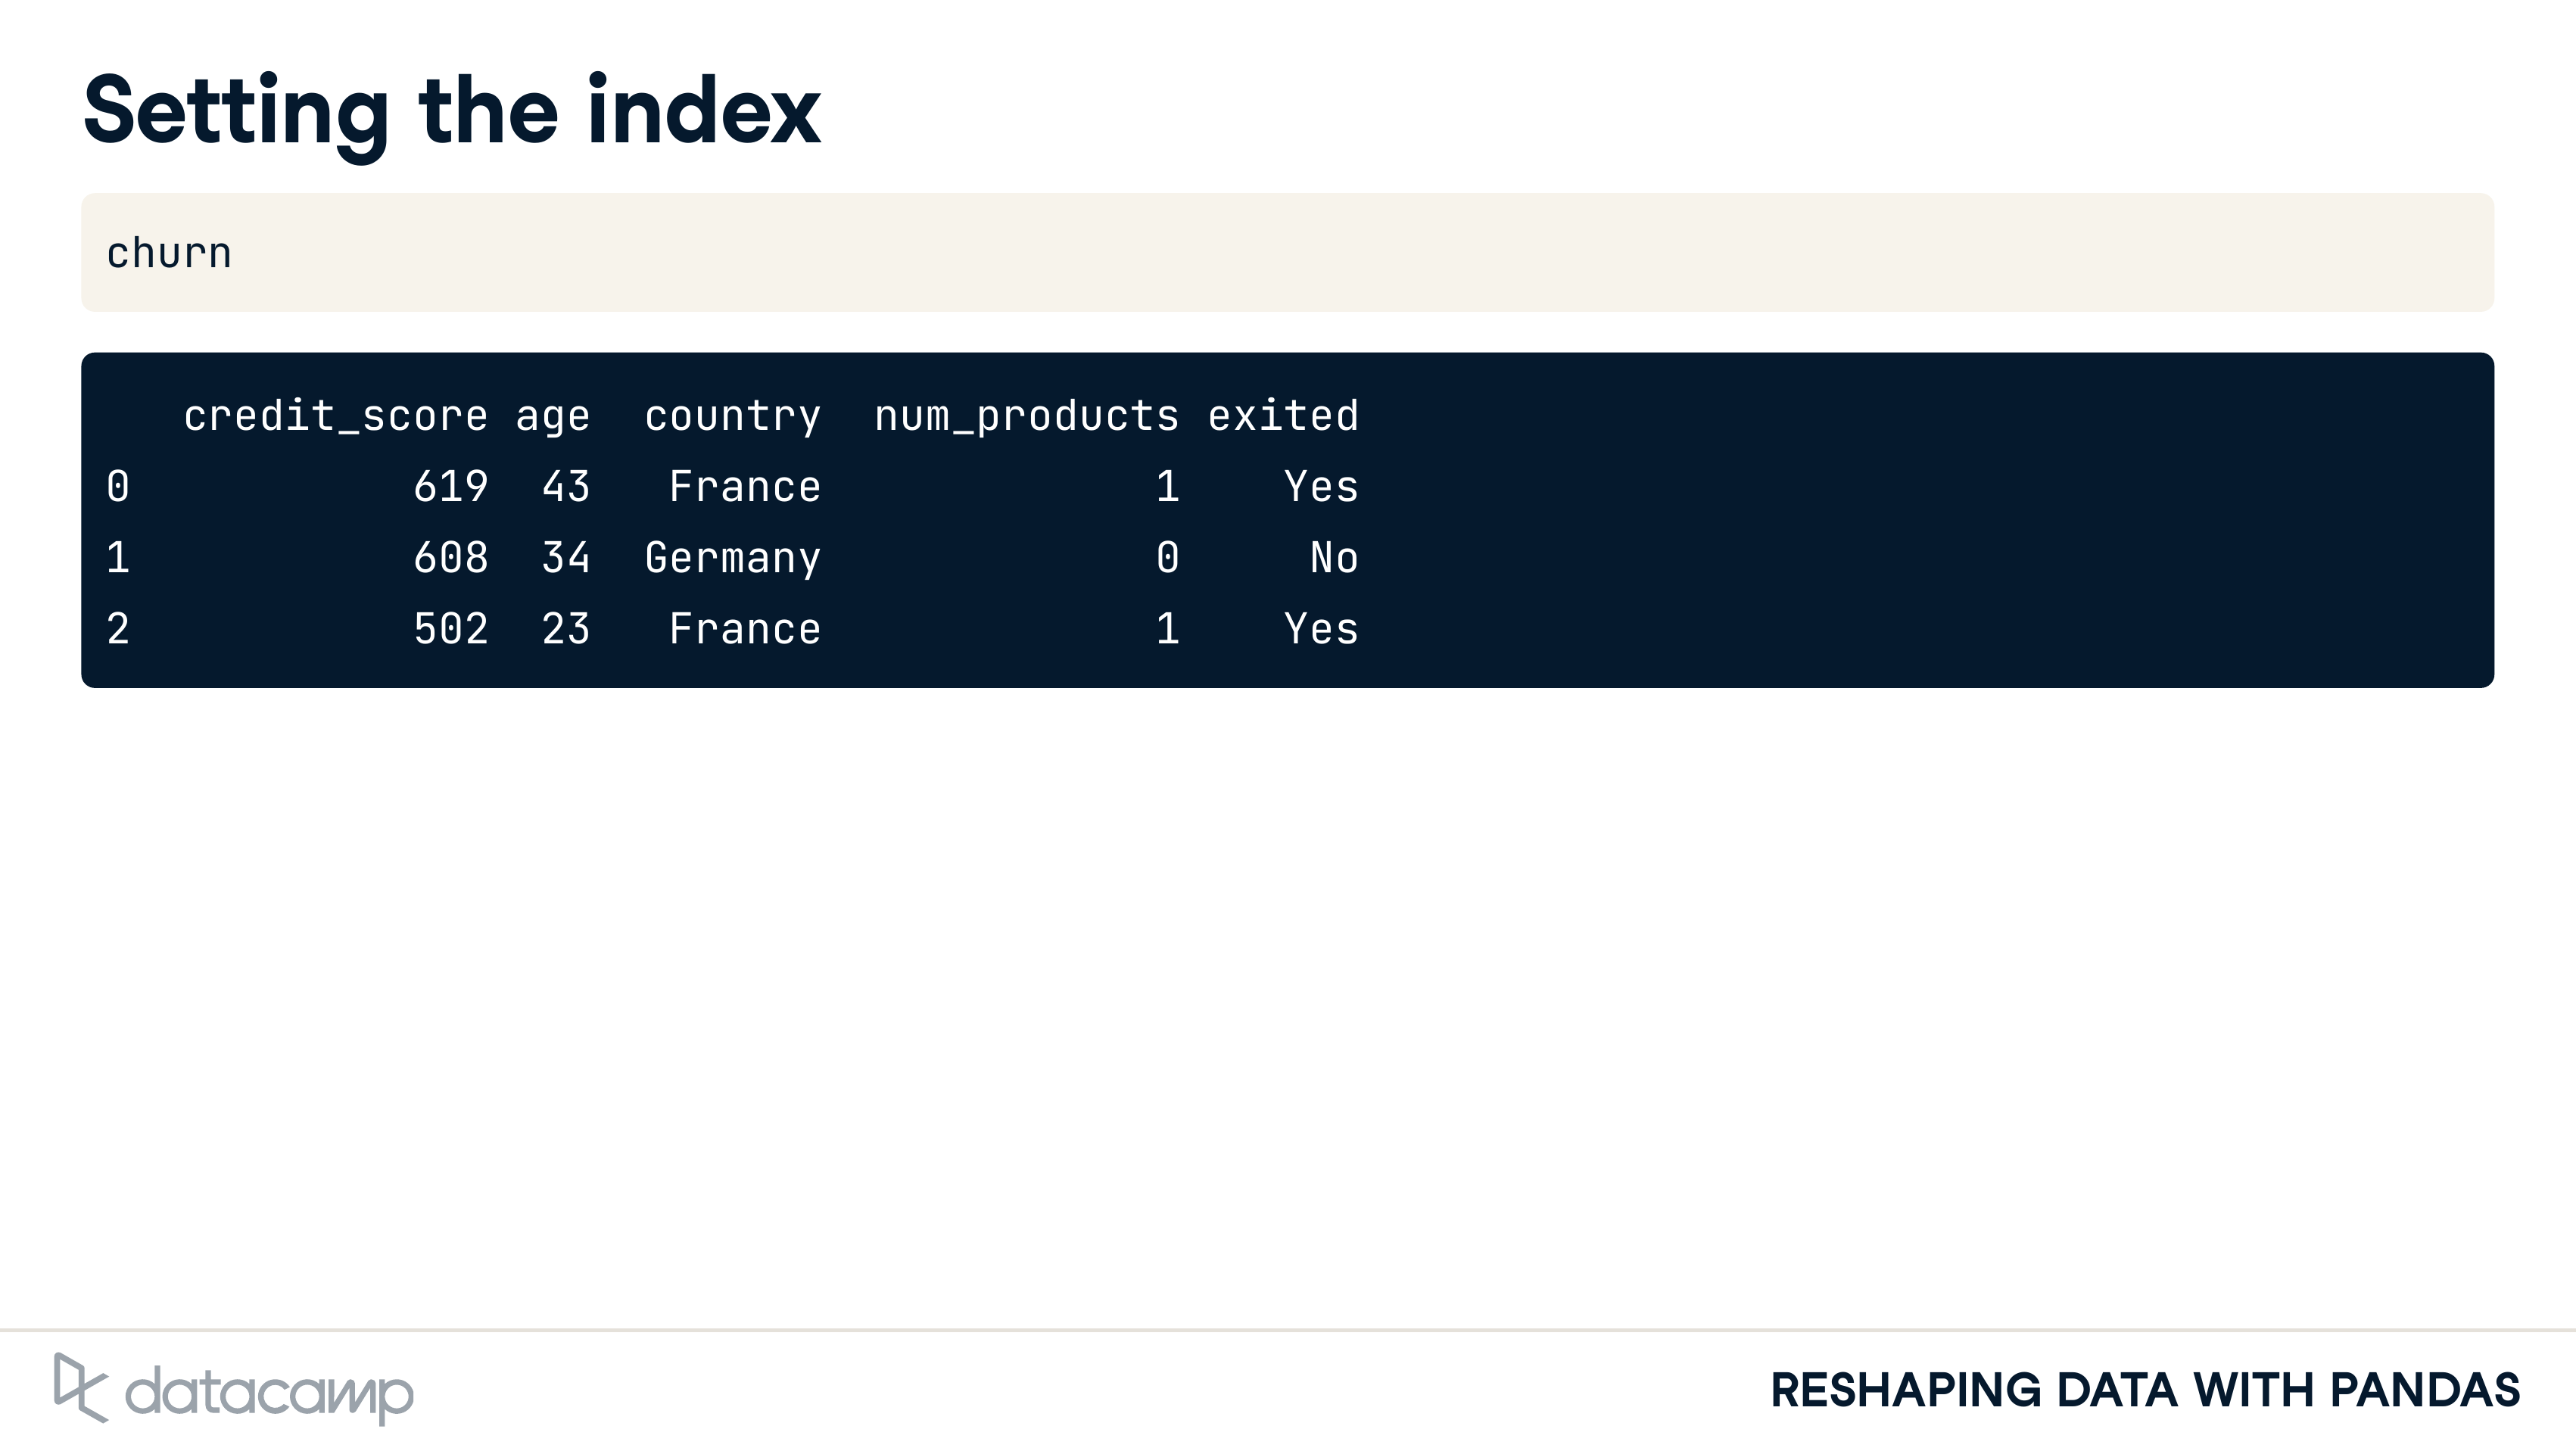 Setting the index
churn
credit_score age country num_products exited
0 619 43 France 1 Yes
1 608 34 Germany 0 No
2 502 23 France 1 Yes
datacamp
RESHAPING DATA WITH PANDAS